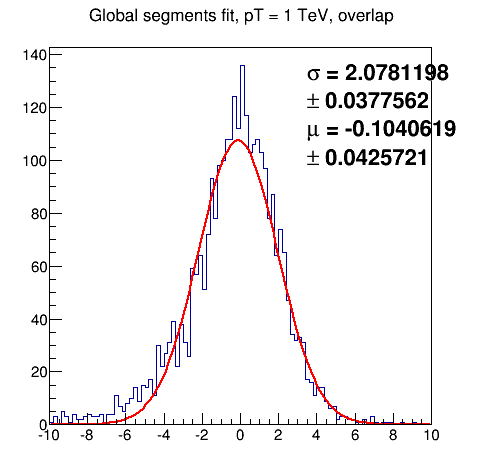 Global segments fit, pT = 1 TeV, overlap
σ = 2.0781198
± 0.0377562
μ = -0.1040619
± 0.0425721
140
120
100
80
60
40
20
0
-10 -8 -6 -4 -2 0 2 4 6 8 10